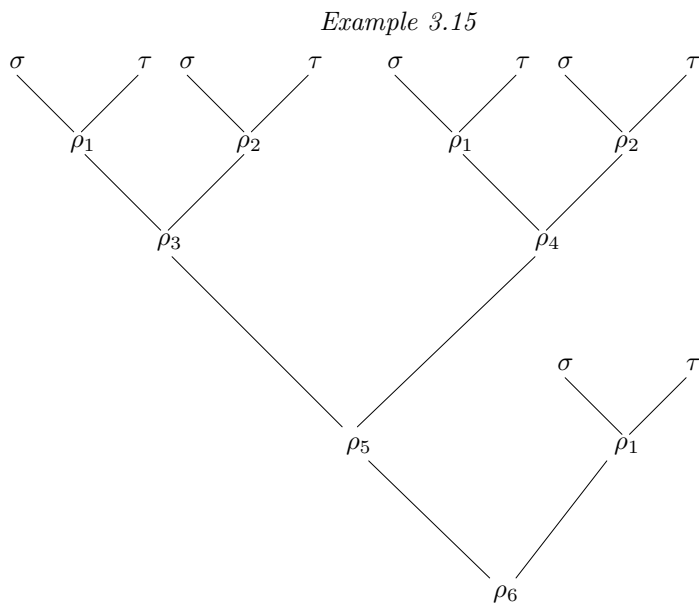 Example 3.15
σ τ σ τ σ τ σ τ
ρ₁ ρ₂ ρ₁ ρ₂
ρ₃ ρ₄
σ τ
ρ₅ ρ₁
ρ₆